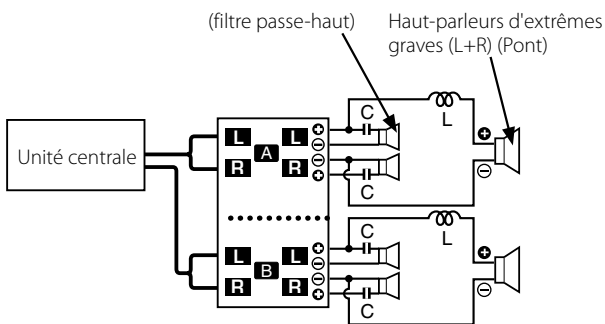 (filtre passe-haut)
Haut-parleurs d'extrêmes
graves (L+R) (Pont)
Unité centrale
L L ⊕ C L ⊕
⊖
A
⊖
R R ⊕ C ⊖
L L ⊕ C L ⊕
⊖
B
⊖
R R ⊕ C ⊖